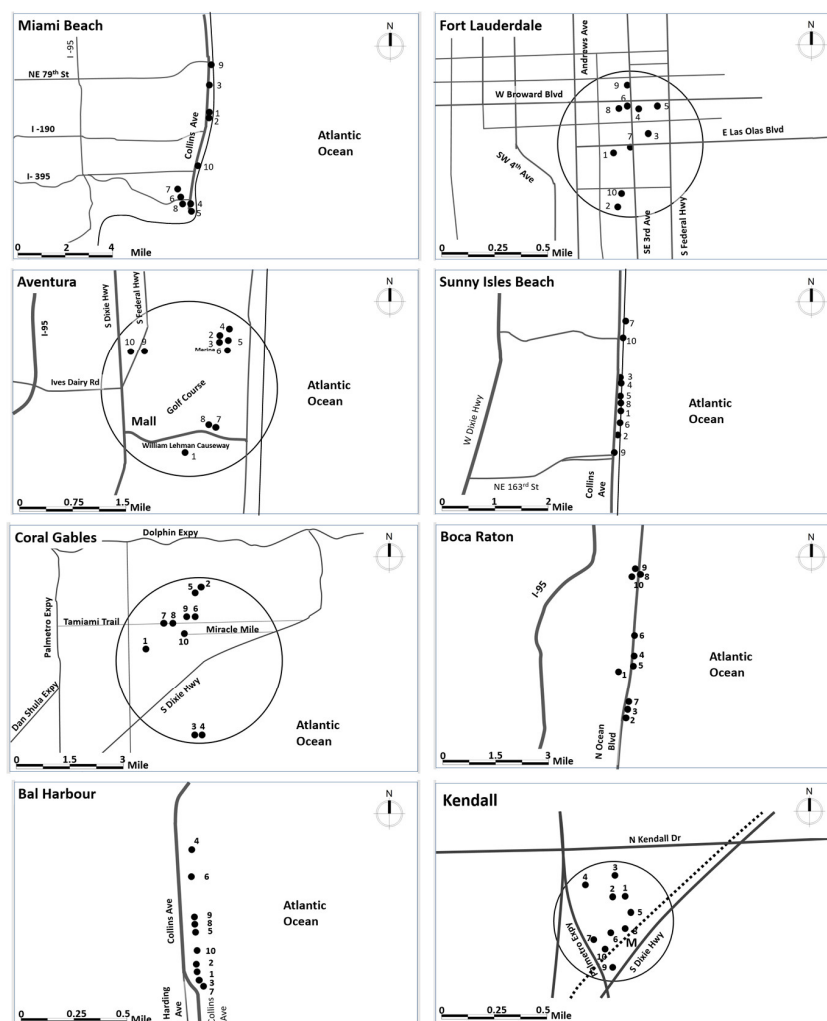 Miami Beach
N
I-95
9
NE 79th St
3
1
2
Collins Ave
I -190
Atlantic
Ocean
10
I- 395
7
6
8
4
5
0 2 4
Mile
Fort Lauderdale
N
Andrews Ave
9
W Broward Blvd
6
8
4
5
E Las Olas Blvd
7
3
1
SW 4th Ave
10
2
SE 3rd Ave
S Federal Hwy
0 0.25 0.5
Mile
Aventura
N
I-95
S Dixie Hwy
S Federal Hwy
4
2
3
5
Marina
6
10 9
Ives Dairy Rd
Golf Course
Atlantic
Ocean
Mall
8 7
William Lehman Causeway
1
0 0.75 1.5
Mile
Sunny Isles Beach
N
7
10
3
4
5
8
1
6
2
9
W Dixie Hwy
Atlantic
Ocean
NE 163rd St
Collins
Ave
0 1 2
Mile
Coral Gables
Dolphin Expy
N
Palmetro Expy
5 2
9 6
7 8
Tamiami Trail
Miracle Mile
10
1
S Dixie Hwy
Dan Shula Expy
3 4
Atlantic
Ocean
0 1.5 3
Mile
Boca Raton
N
I-95
9
8
10
6
4
5
1
7
3
2
Atlantic
Ocean
N Ocean
Blvd
0 1.5 3
Mile
Bal Harbour
N
4
6
Collins Ave
9
8
5
10
2
1
3
7
Atlantic
Ocean
Harding
Ave
Collins
Ave
0 0.25 0.5
Mile
Kendall
N
N Kendall Dr
3
4
2 1
5
8
6
7
M
10
9
Palmetro Expy
S Dixie Hwy
0 0.25 0.5
Mile